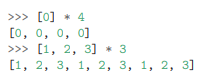 >>> [0] * 4
[0, 0, 0, 0]
>>> [1, 2, 3] * 3
[1, 2, 3, 1, 2, 3, 1, 2, 3]